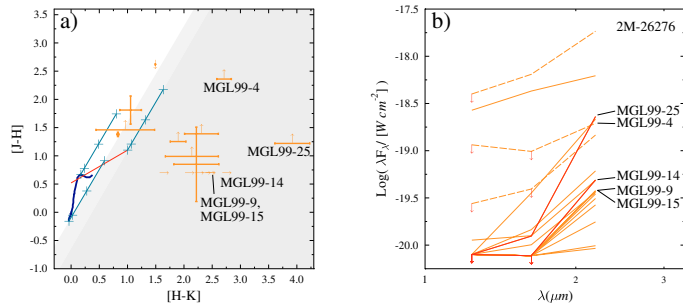 a)
3.5
3.0
2.5
2.0
1.5
1.0
0.5
0.0
-0.5
-1.0
[J-H]
0.0 0.5 1.0 1.5 2.0 2.5 3.0 3.5 4.0
[H-K]
MGL99-4
MGL99-25
MGL99-14
MGL99-9,
MGL99-15
b)
-17.5
-18.0
-18.5
-19.0
-19.5
-20.0
Log( λFλ/ [W cm⁻²] )
1 2 3
λ(μm)
2M-26276
MGL99-25
MGL99-4
MGL99-14
MGL99-9
MGL99-15